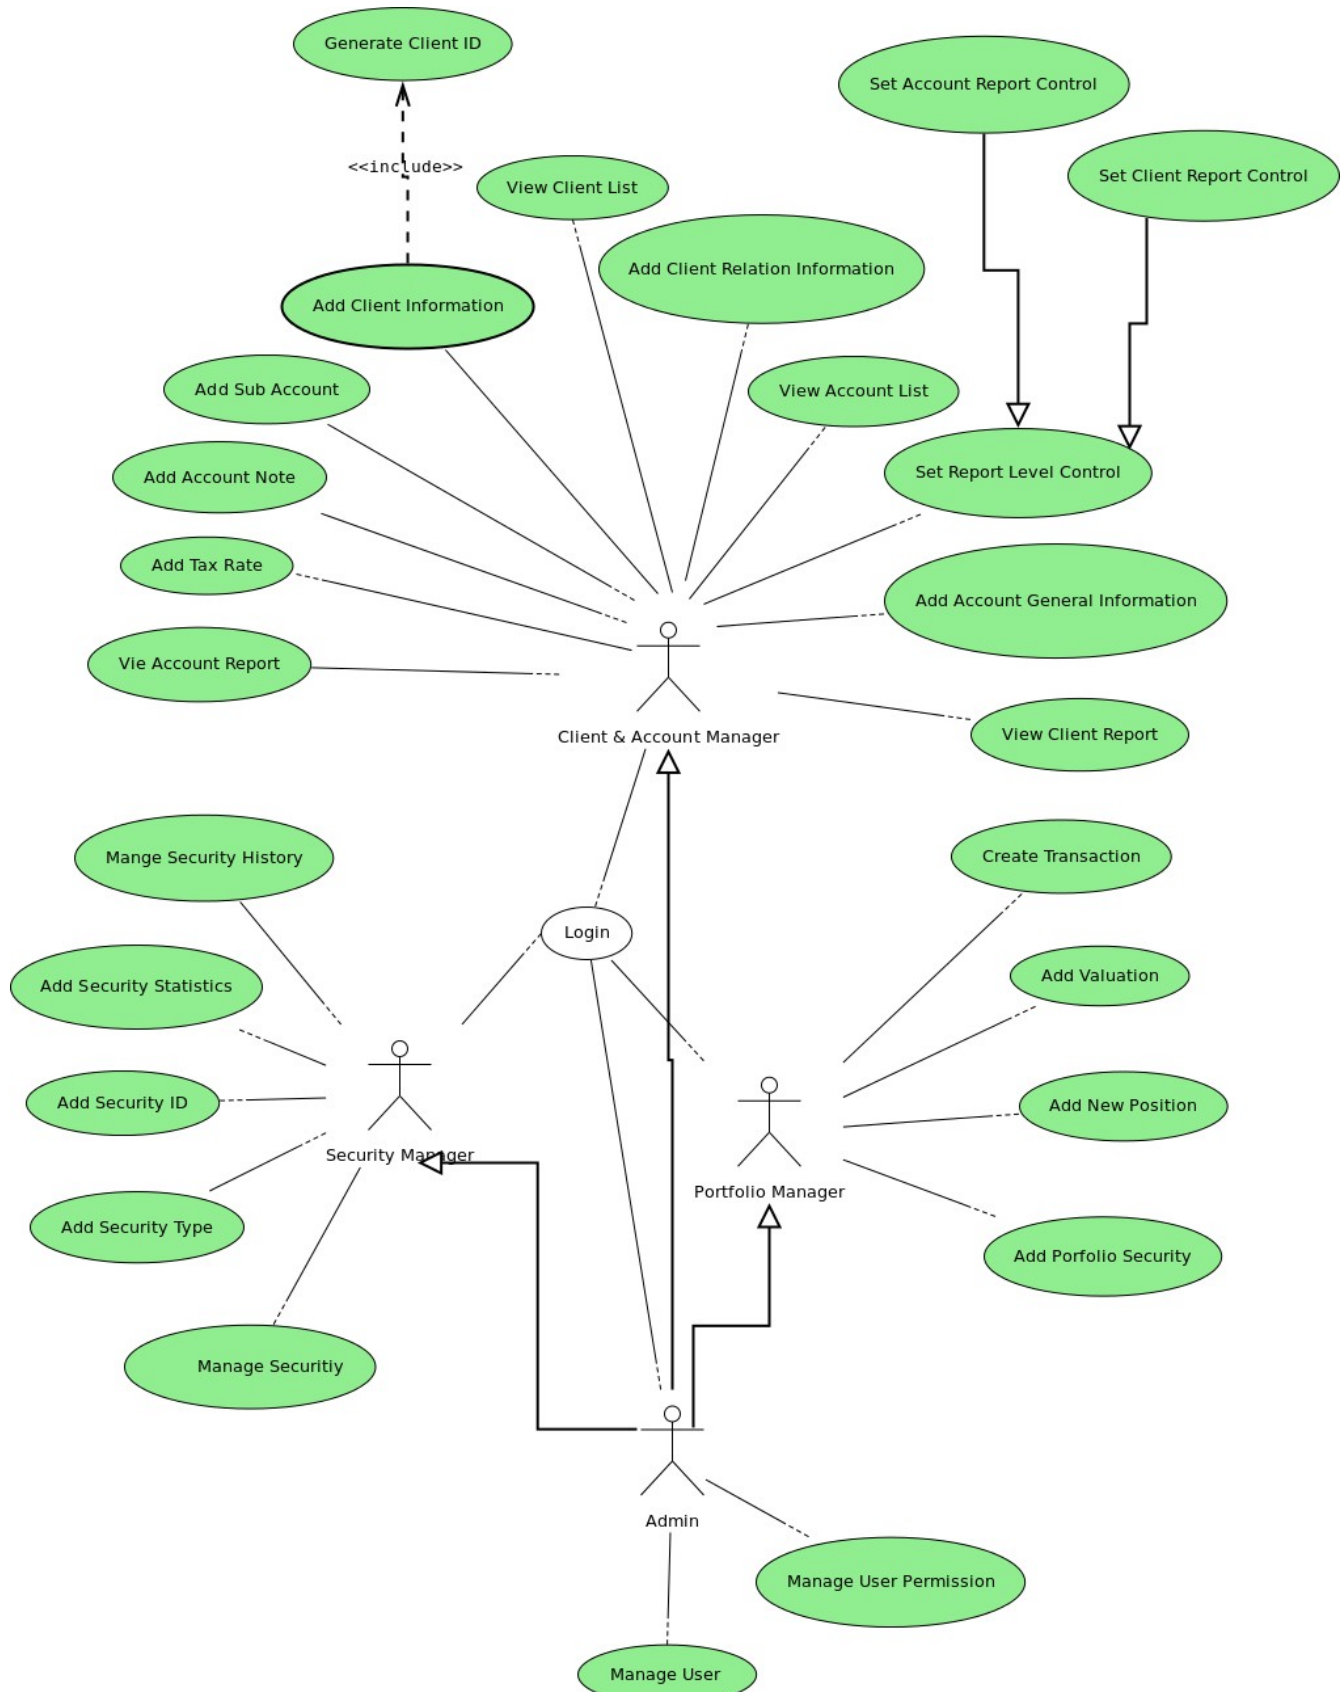 Generate Client ID
Set Account Report Control
<<include>>
Set Client Report Control
View Client List
Add Client Relation Information
Add Client Information
Add Sub Account
View Account List
Add Account Note
Set Report Level Control
Add Tax Rate
Add Account General Information
Vie Account Report
Client & Account Manager
View Client Report
Mange Security History
Create Transaction
Login
Add Security Statistics
Add Valuation
Add Security ID
Add New Position
Security Manager
Portfolio Manager
Add Security Type
Add Porfolio Security
Manage Securitiy
Admin
Manage User Permission
Manage User